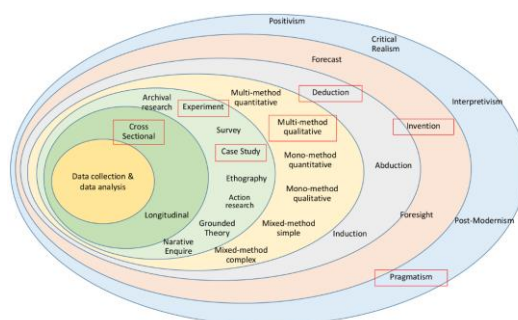 Positivism
Critical
Realism
Forecast
Interpretivism
Archival
research
Experiment
Multi-method
quantitative
Deduction
Cross
Sectional
Survey
Multi-method
qualitative
Invention
Case Study
Mono-method
quantitative
Data collection &
data analysis
Ethography
Abduction
Action
research
Mono-method
qualitative
Longitudinal
Grounded
Theory
Mixed-method
simple
Foresight
Post-Modernism
Narative
Enquire
Induction
Mixed-method
complex
Pragmatism